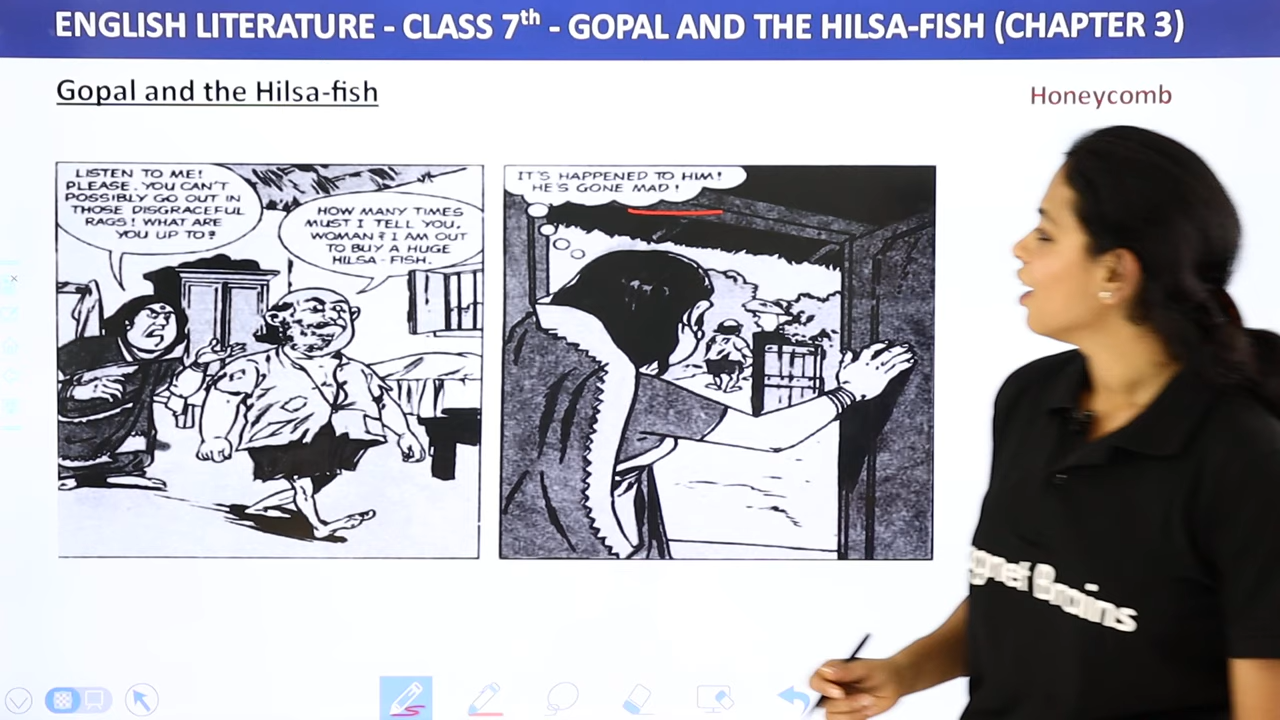 ENGLISH LITERATURE - CLASS 7th - GOPAL AND THE HILSA-FISH (CHAPTER 3)
Gopal and the Hilsa-fish
Honeycomb
LISTEN TO ME!
PLEASE. YOU CAN'T
POSSIBLY GO OUT IN
THOSE DISGRACEFUL
RAGS! WHAT ARE
YOU UP TO?
HOW MANY TIMES
MUST I TELL YOU,
WOMAN? I AM OUT
TO BUY A HUGE
HILSA-FISH.
IT'S HAPPENED TO HIM!
HE'S GONE MAD!
Brains